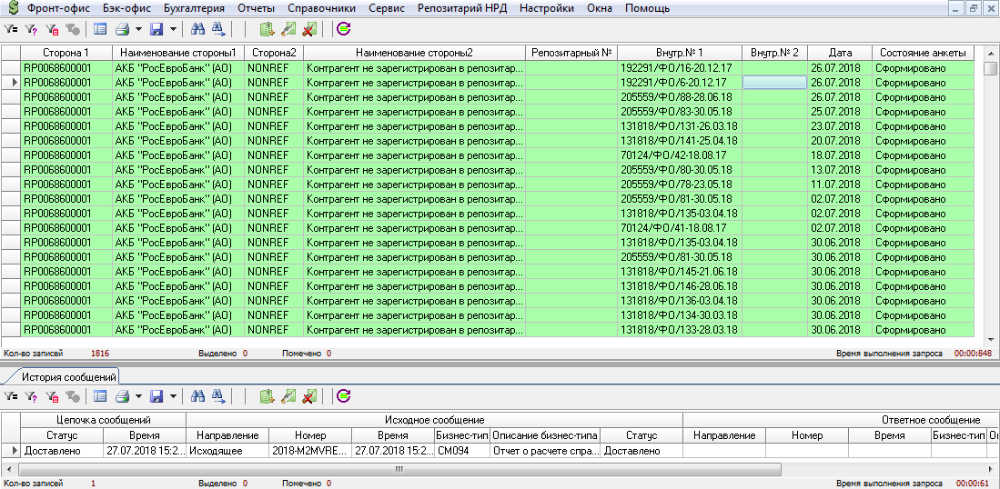 Фронт-офис Бэк-офис Бухгалтерия Отчеты Справочники Сервис Репозитарий НРД Настройки Окна Помощь
Сторона 1 Наименование стороны1 Сторона2 Наименование стороны2 Репозитарный № Внутр.№ 1 Внутр.№ 2 Дата Состояние анкеты
RP0068600001 АКБ "РосЕвроБанк" (АО) NONREF Контрагент не зарегистрирован в репозитар... 192291/ФО/16-20.12.17 26.07.2018 Сформировано
RP0068600001 АКБ "РосЕвроБанк" (АО) NONREF Контрагент не зарегистрирован в репозитар... 192291/ФО/6-20.12.17 26.07.2018 Сформировано
RP0068600001 АКБ "РосЕвроБанк" (АО) NONREF Контрагент не зарегистрирован в репозитар... 205559/ФО/88-28.06.18 26.07.2018 Сформировано
RP0068600001 АКБ "РосЕвроБанк" (АО) NONREF Контрагент не зарегистрирован в репозитар... 205559/ФО/83-30.05.18 25.07.2018 Сформировано
RP0068600001 АКБ "РосЕвроБанк" (АО) NONREF Контрагент не зарегистрирован в репозитар... 131818/ФО/131-26.03.18 23.07.2018 Сформировано
RP0068600001 АКБ "РосЕвроБанк" (АО) NONREF Контрагент не зарегистрирован в репозитар... 131818/ФО/141-25.04.18 20.07.2018 Сформировано
RP0068600001 АКБ "РосЕвроБанк" (АО) NONREF Контрагент не зарегистрирован в репозитар... 70124/ФО/42-18.08.17 18.07.2018 Сформировано
RP0068600001 АКБ "РосЕвроБанк" (АО) NONREF Контрагент не зарегистрирован в репозитар... 205559/ФО/80-30.05.18 13.07.2018 Сформировано
RP0068600001 АКБ "РосЕвроБанк" (АО) NONREF Контрагент не зарегистрирован в репозитар... 205559/ФО/78-23.05.18 11.07.2018 Сформировано
RP0068600001 АКБ "РосЕвроБанк" (АО) NONREF Контрагент не зарегистрирован в репозитар... 205559/ФО/81-30.05.18 02.07.2018 Сформировано
RP0068600001 АКБ "РосЕвроБанк" (АО) NONREF Контрагент не зарегистрирован в репозитар... 131818/ФО/135-03.04.18 02.07.2018 Сформировано
RP0068600001 АКБ "РосЕвроБанк" (АО) NONREF Контрагент не зарегистрирован в репозитар... 70124/ФО/41-18.08.17 02.07.2018 Сформировано
RP0068600001 АКБ "РосЕвроБанк" (АО) NONREF Контрагент не зарегистрирован в репозитар... 131818/ФО/135-03.04.18 30.06.2018 Сформировано
RP0068600001 АКБ "РосЕвроБанк" (АО) NONREF Контрагент не зарегистрирован в репозитар... 205559/ФО/81-30.05.18 30.06.2018 Сформировано
RP0068600001 АКБ "РосЕвроБанк" (АО) NONREF Контрагент не зарегистрирован в репозитар... 131818/ФО/145-21.06.18 30.06.2018 Сформировано
RP0068600001 АКБ "РосЕвроБанк" (АО) NONREF Контрагент не зарегистрирован в репозитар... 131818/ФО/146-28.06.18 30.06.2018 Сформировано
RP0068600001 АКБ "РосЕвроБанк" (АО) NONREF Контрагент не зарегистрирован в репозитар... 131818/ФО/136-03.04.18 30.06.2018 Сформировано
RP0068600001 АКБ "РосЕвроБанк" (АО) NONREF Контрагент не зарегистрирован в репозитар... 131818/ФО/134-30.03.18 30.06.2018 Сформировано
RP0068600001 АКБ "РосЕвроБанк" (АО) NONREF Контрагент не зарегистрирован в репозитар... 131818/ФО/133-28.03.18 30.06.2018 Сформировано
Кол-во записей 1816 Выделено 0 Помечено 0 Время выполнения запроса 00:00:848
История сообщений
Цепочка сообщений Исходное сообщение Ответное сообщение
Статус Время Направление Номер Время Бизнес-тип Описание бизнес-типа Статус Направление Номер Время Бизнес-тип
Доставлено 27.07.2018 15:2... Исходящее 2018-M2MVRE... 27.07.2018 15:2... CM094 Отчет о расчете спра... Доставлено
Кол-во записей 1 Выделено 0 Помечено 0 Время выполнения запроса 00:00:61